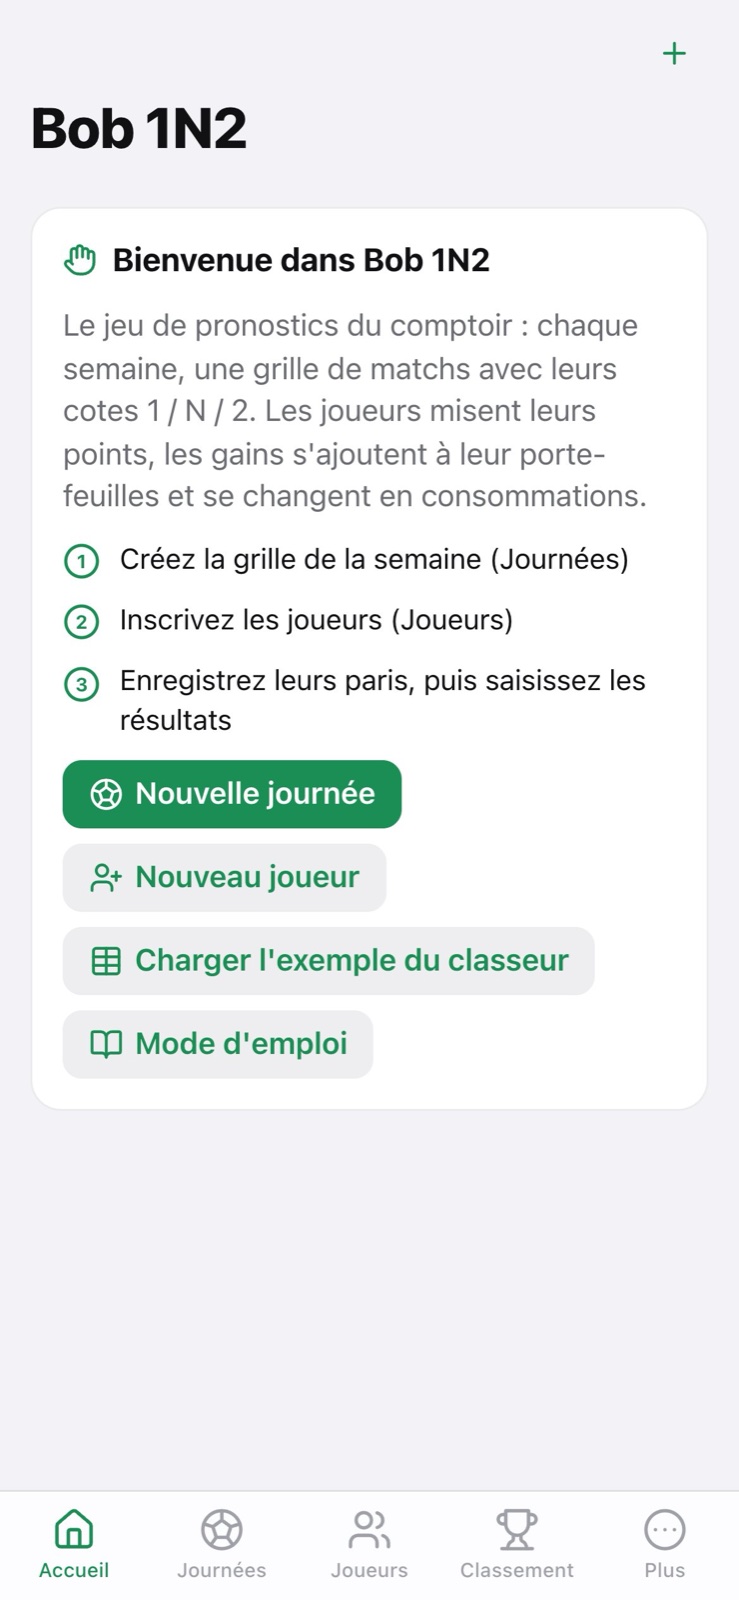 Bob 1N2
Bienvenue dans Bob 1N2
Le jeu de pronostics du comptoir : chaque
semaine, une grille de matchs avec leurs
cotes 1 / N / 2. Les joueurs misent leurs
points, les gains s'ajoutent à leur porte-
feuilles et se changent en consommations.
1 Créez la grille de la semaine (Journées)
2 Inscrivez les joueurs (Joueurs)
3 Enregistrez leurs paris, puis saisissez les
résultats
Nouvelle journée
Nouveau joueur
Charger l'exemple du classeur
Mode d'emploi
Accueil Journées Joueurs Classement Plus